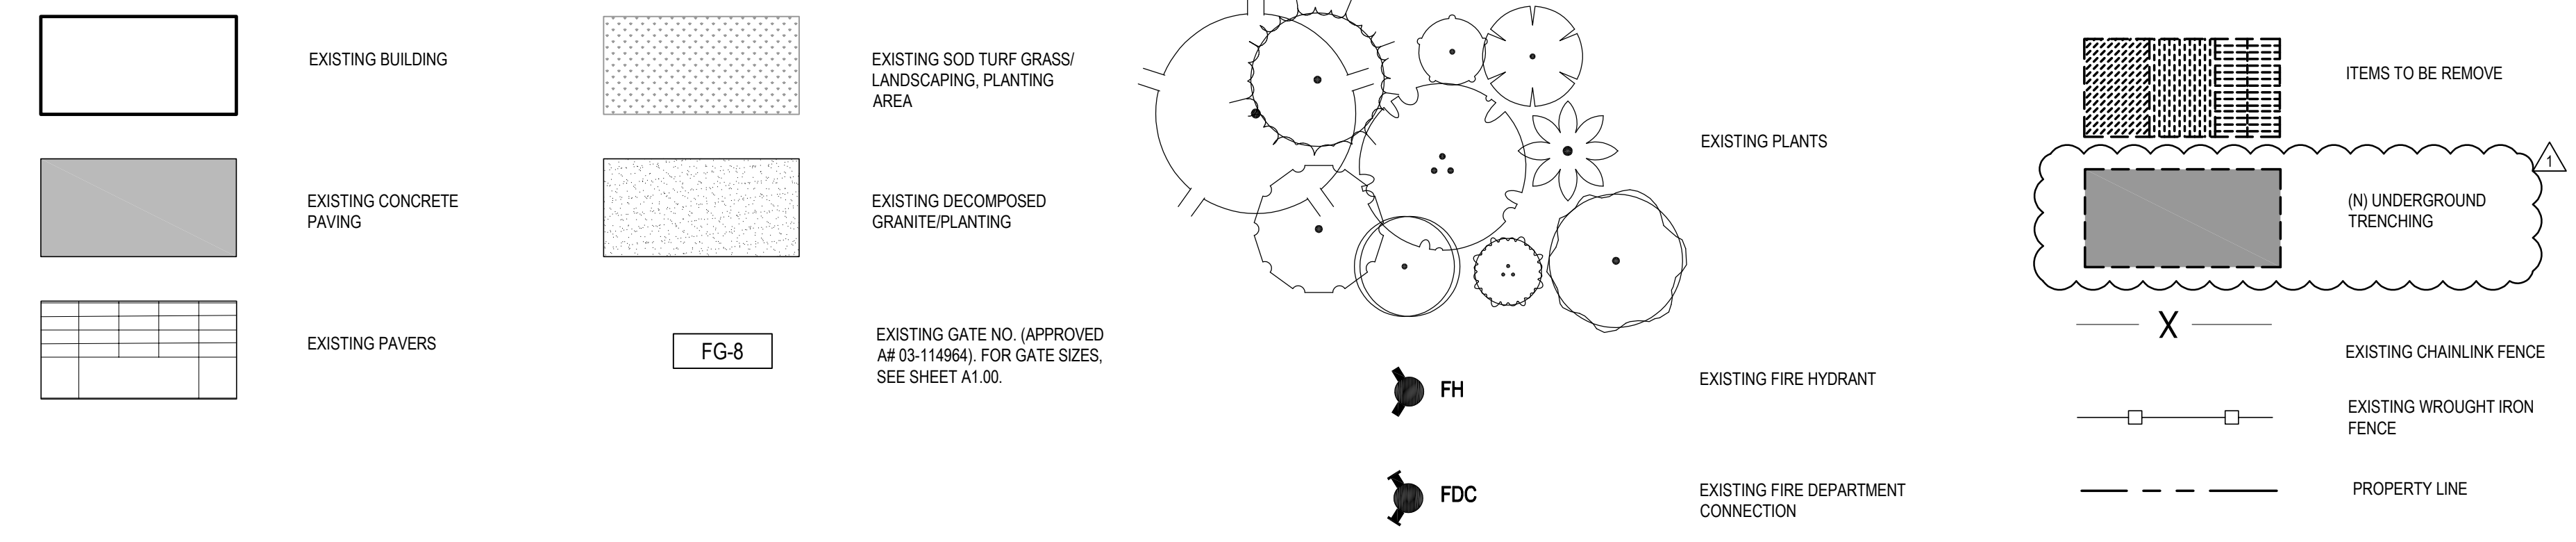 EXISTING BUILDING
EXISTING CONCRETE
PAVING
EXISTING PAVERS
EXISTING SOD TURF GRASS/
LANDSCAPING, PLANTING
AREA
EXISTING DECOMPOSED
GRANITE/PLANTING
FG-8
EXISTING GATE NO. (APPROVED
A# 03-114964). FOR GATE SIZES,
SEE SHEET A1.00.
EXISTING PLANTS
FH
EXISTING FIRE HYDRANT
FDC
EXISTING FIRE DEPARTMENT
CONNECTION
ITEMS TO BE REMOVE
1
(N) UNDERGROUND
TRENCHING
X
EXISTING CHAINLINK FENCE
EXISTING WROUGHT IRON
FENCE
PROPERTY LINE